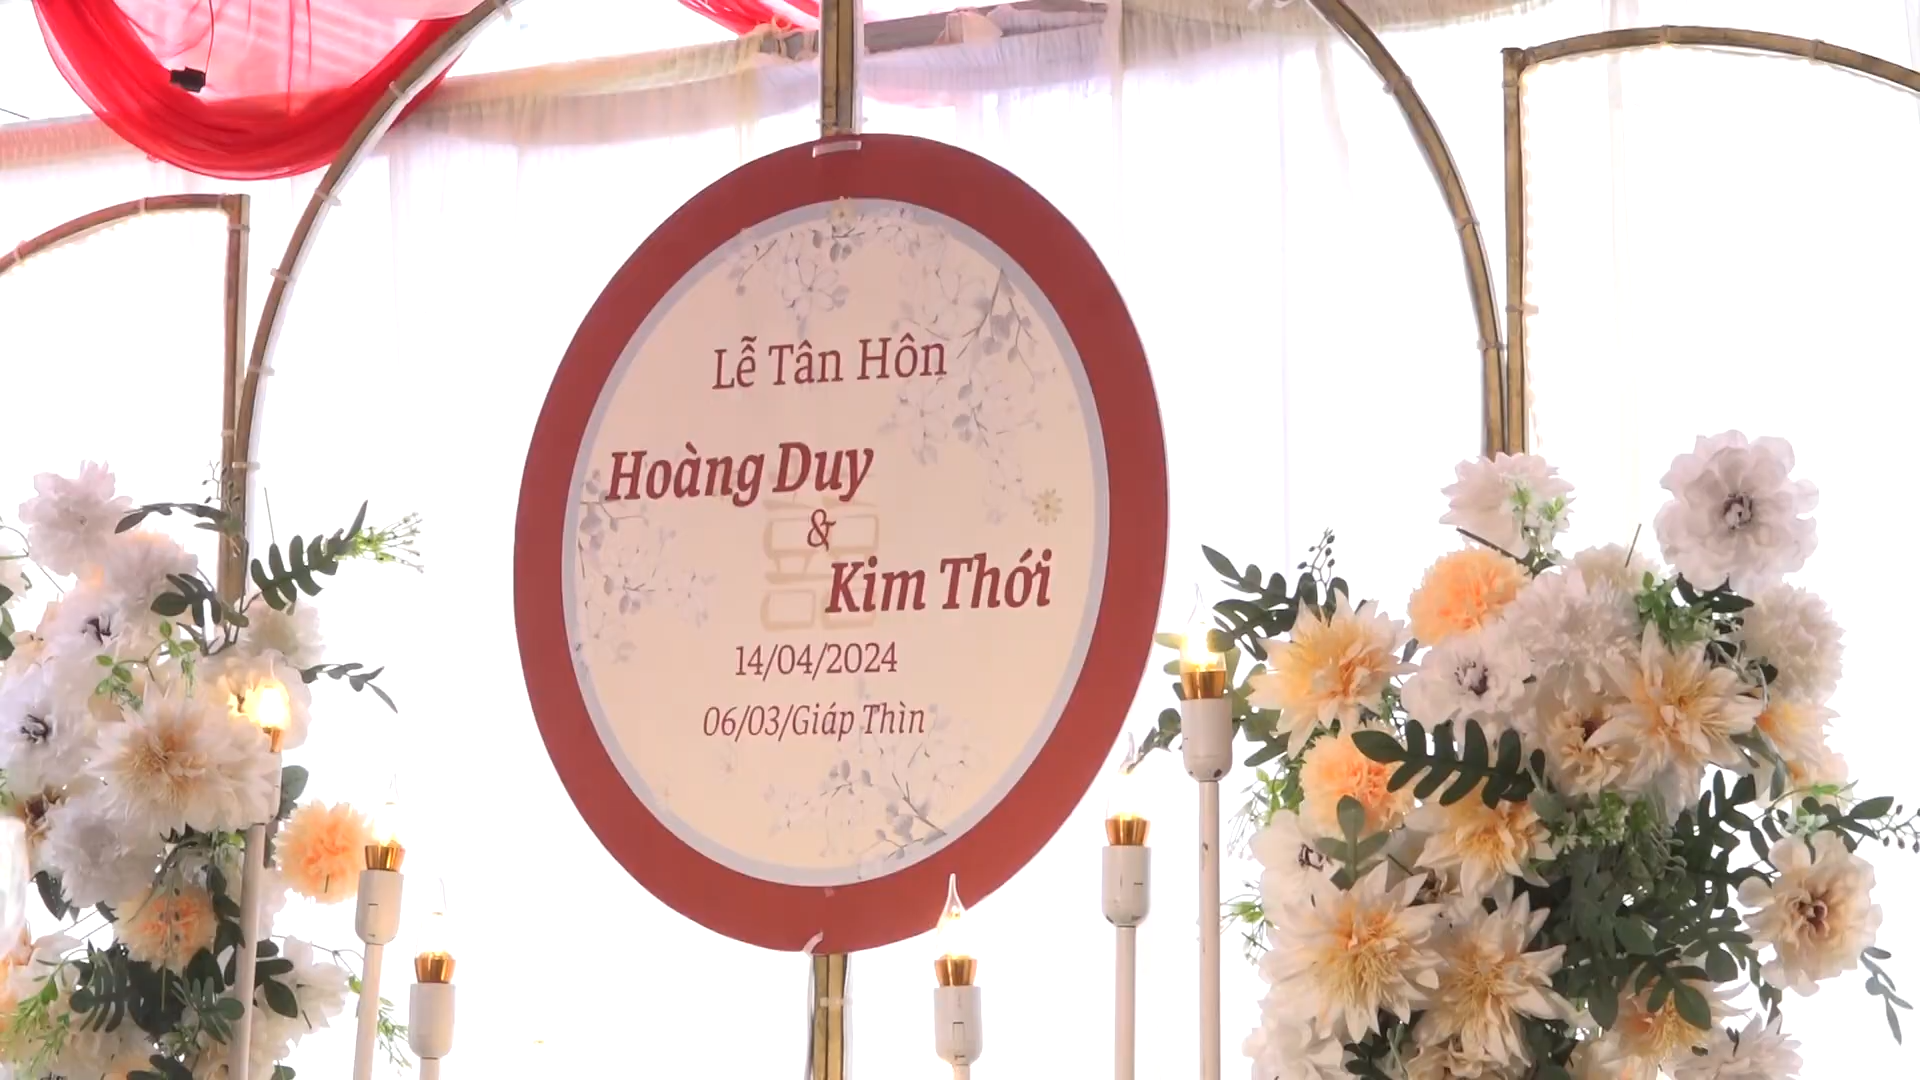 Lễ Tân Hôn
Hoàng Duy
&
Kim Thới
14/04/2024
06/03/Giáp Thìn